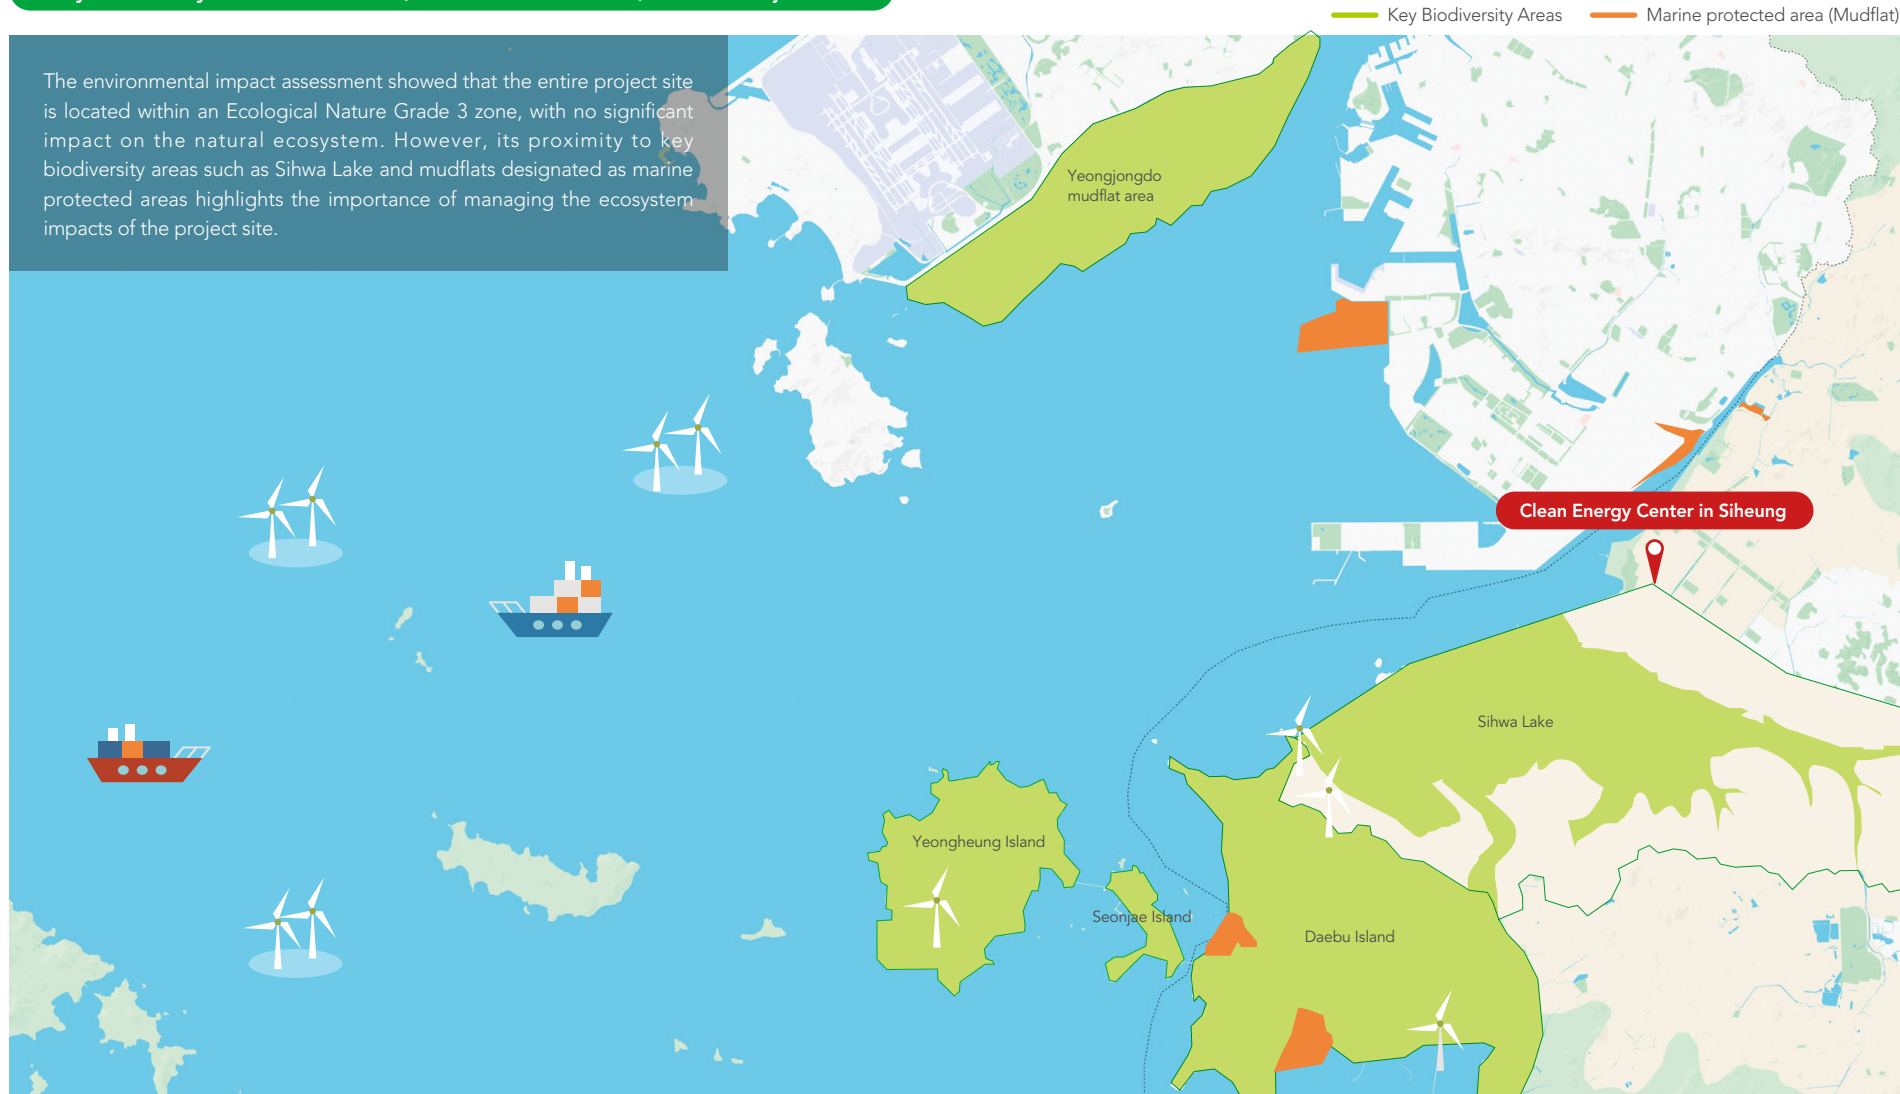 Key Biodiversity Areas
Marine protected area (Mudflat)
The environmental impact assessment showed that the entire project site
is located within an Ecological Nature Grade 3 zone, with no significant
impact on the natural ecosystem. However, its proximity to key
biodiversity areas such as Sihwa Lake and mudflats designated as marine
protected areas highlights the importance of managing the ecosystem
impacts of the project site.
Yeongjongdo
mudflat area
Clean Energy Center in Siheung
Sihwa Lake
Yeongheung Island
Seonjae Island
Daebu Island